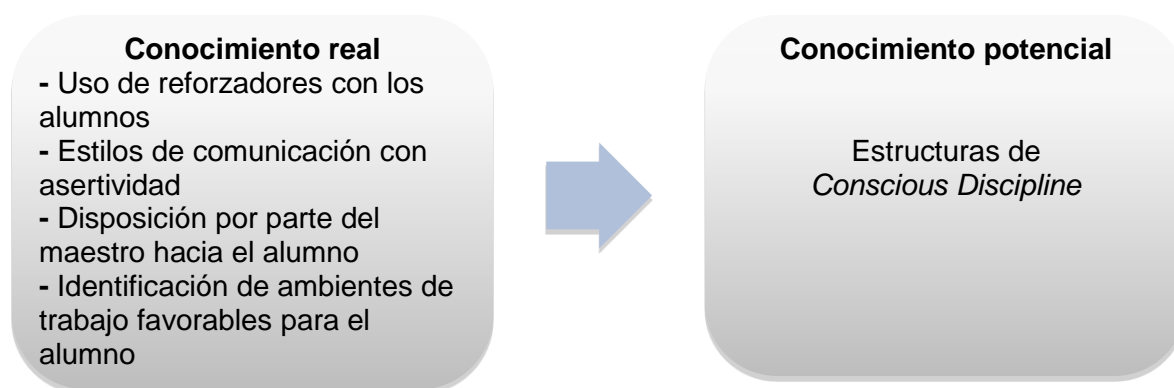 Conocimiento real
- Uso de reforzadores con los
alumnos
- Estilos de comunicación con
asertividad
- Disposición por parte del
maestro hacia el alumno
- Identificación de ambientes de
trabajo favorables para el
alumno
Conocimiento potencial
Estructuras de
Conscious Discipline